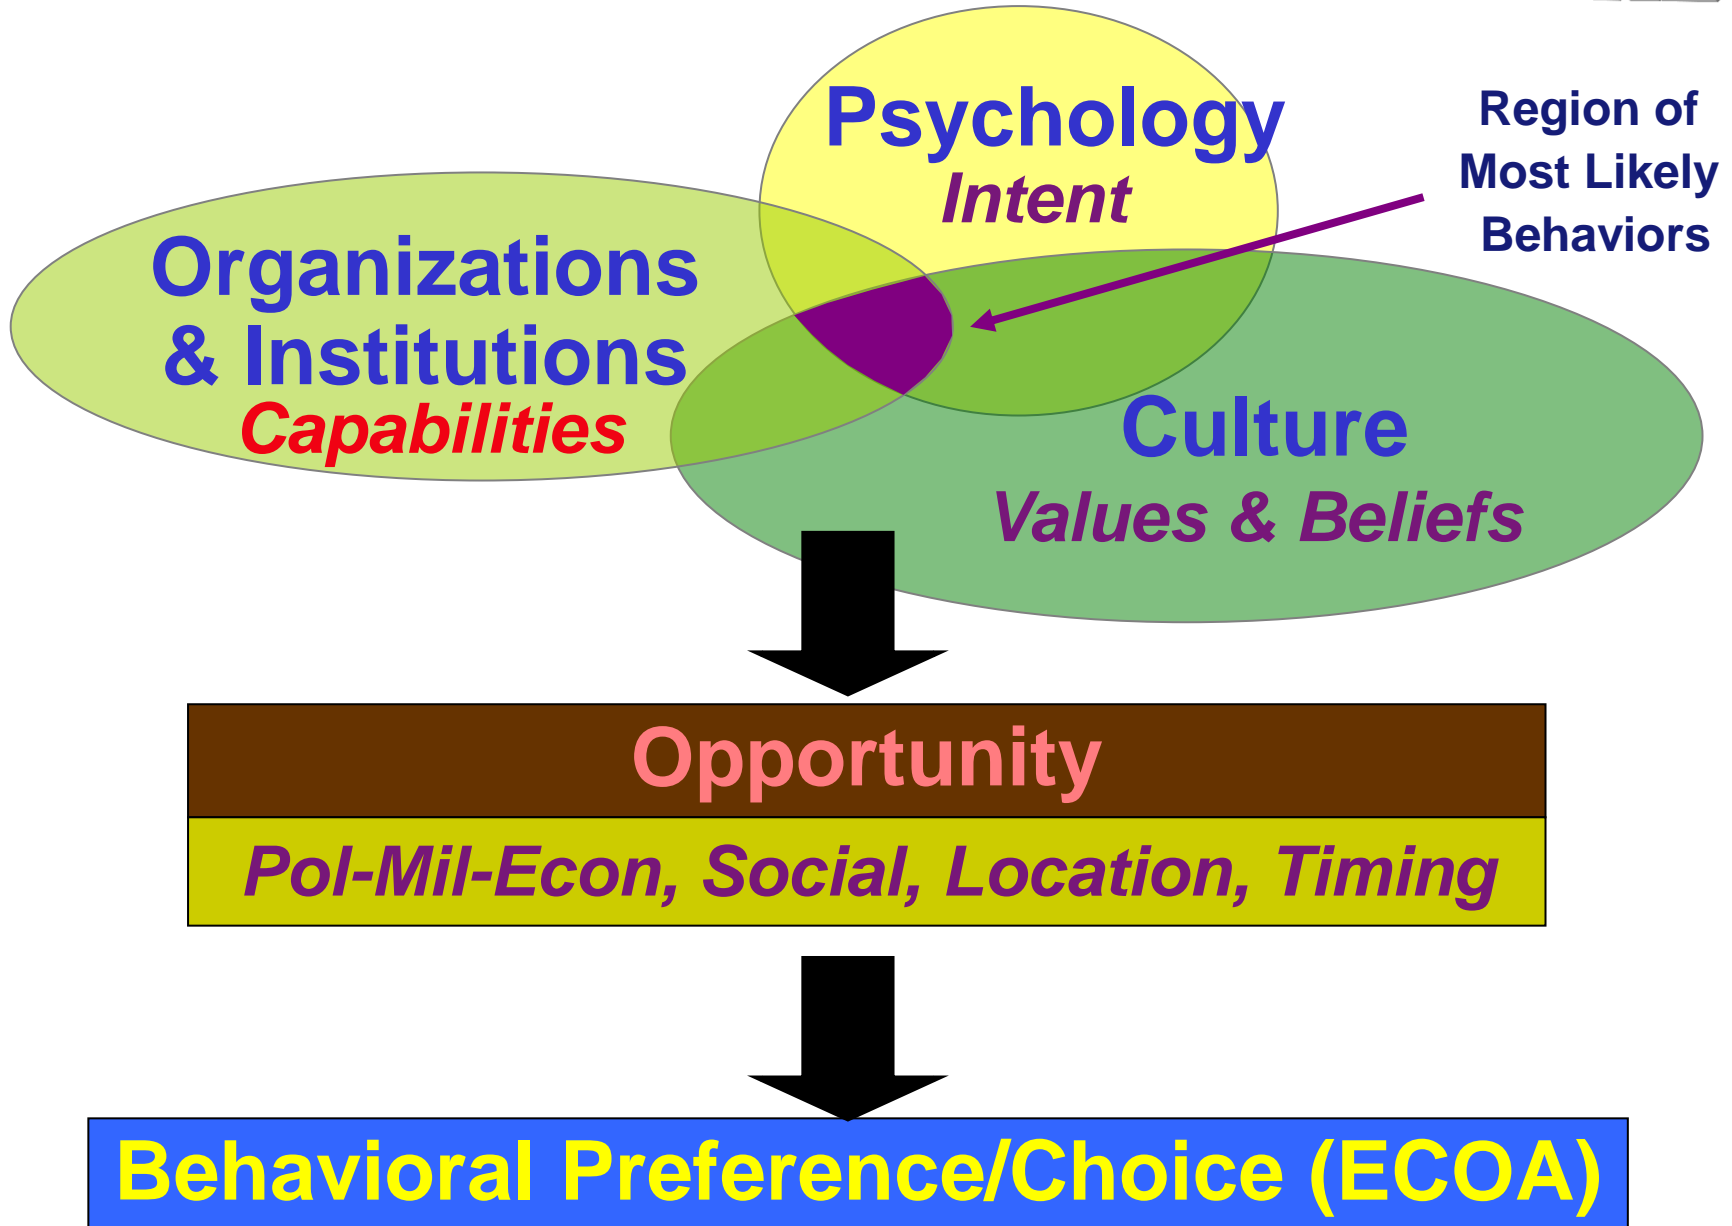 Psychology
Intent
Region of
Most Likely
Behaviors
Organizations
& Institutions
Capabilities
Culture
Values & Beliefs
Opportunity
Pol-Mil-Econ, Social, Location, Timing
Behavioral Preference/Choice (ECOA)